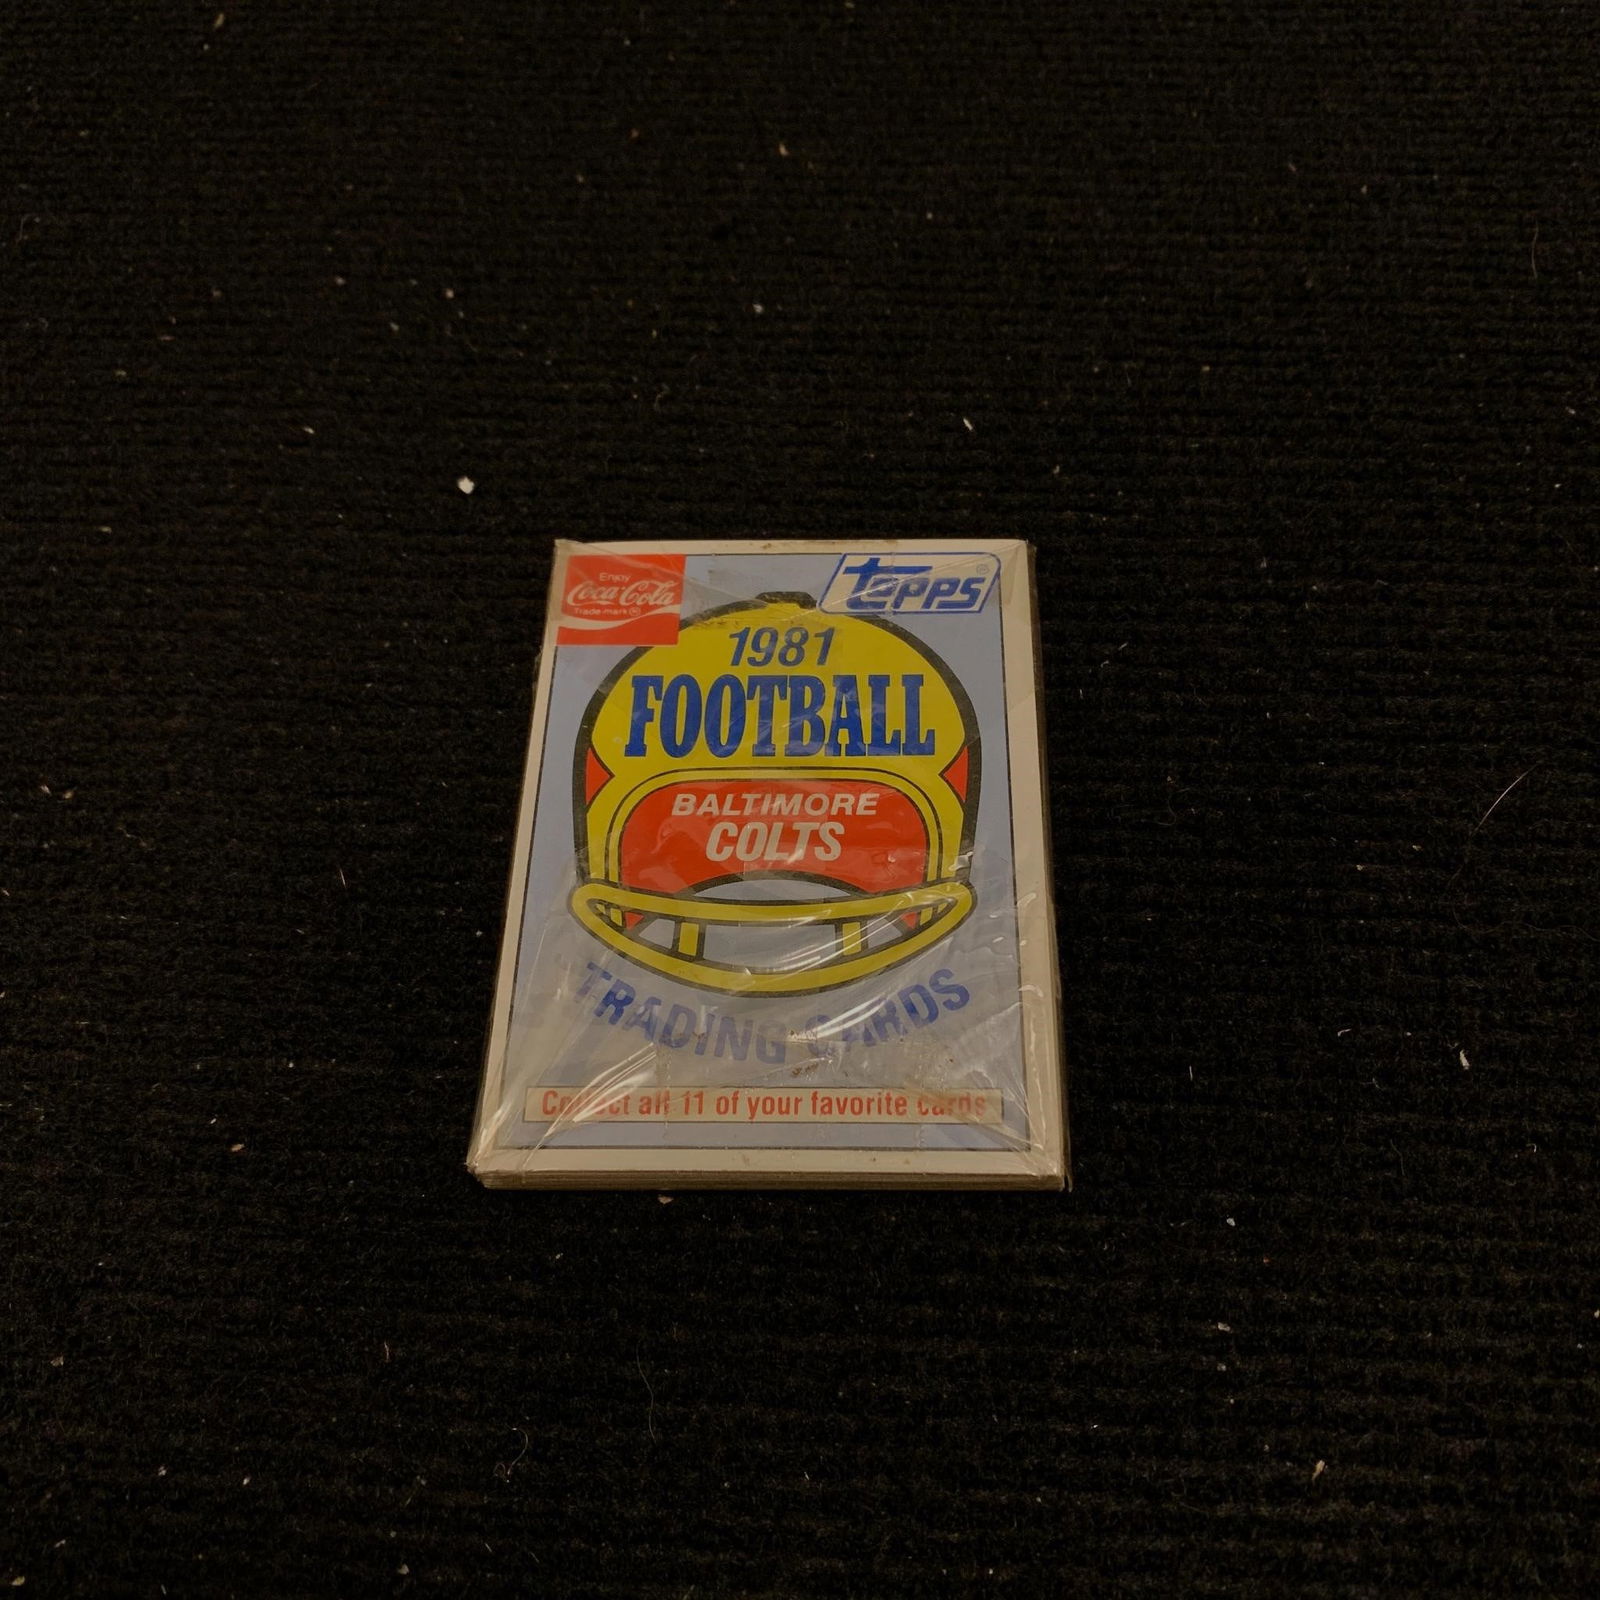 Enjoy
Coca-Cola
Trade-mark ®
Topps ®
1981
FOOTBALL
BALTIMORE
COLTS
TRADING CARDS
Collect all 11 of your favorite cards